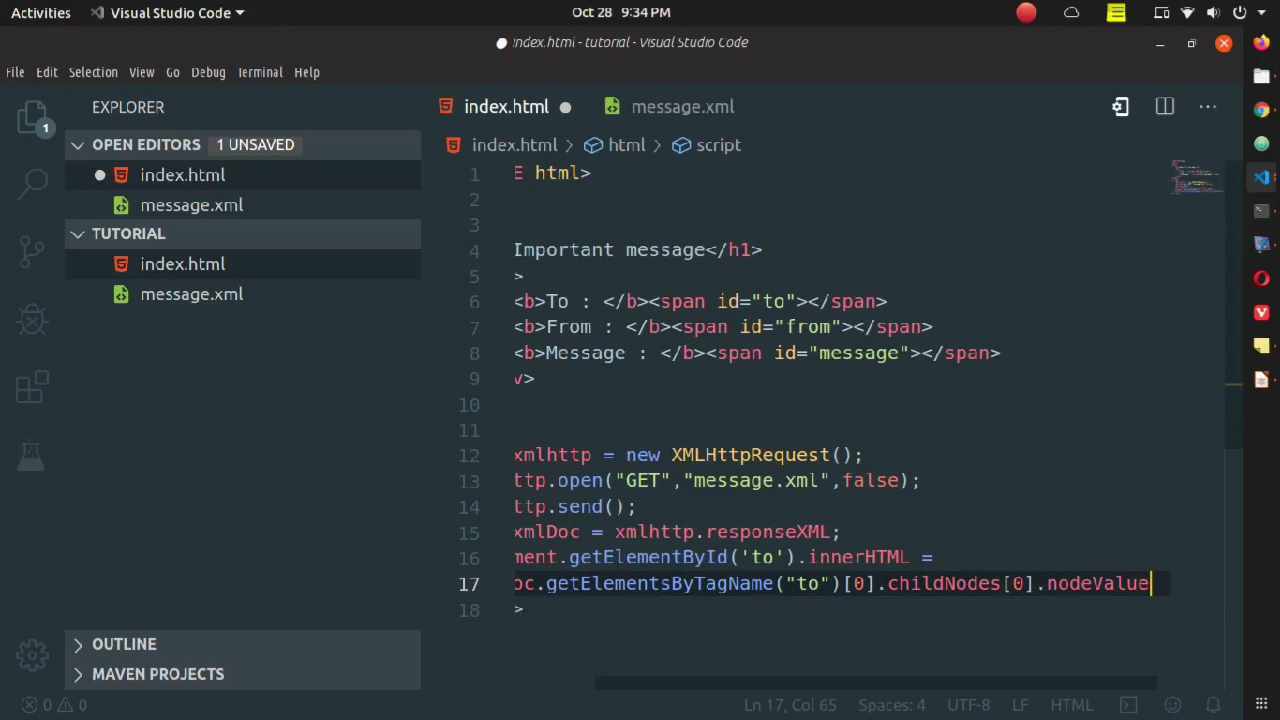 Activities Visual Studio Code Oct 28 9:34 PM
index.html - tutorial - Visual Studio Code
File Edit Selection View Go Debug Terminal Help
EXPLORER
OPEN EDITORS 1 UNSAVED
index.html
message.xml
TUTORIAL
index.html
message.xml
OUTLINE
MAVEN PROJECTS
1
index.html message.xml
index.html > html > script
1 E html>
2
3
4 Important message</h1>
5 >
6 <b>To : </b><span id="to"></span>
7 <b>From : </b><span id="from"></span>
8 <b>Message : </b><span id="message"></span>
9 v>
10
11
12 xmlhttp = new XMLHttpRequest();
13 ttp.open("GET","message.xml",false);
14 ttp.send();
15 xmlDoc = xmlhttp.responseXML;
16 ment.getElementById('to').innerHTML =
17 oc.getElementsByTagName("to")[0].childNodes[0].nodeValue
18 >
0 0 Ln 17, Col 65 Spaces: 4 UTF-8 LF HTML